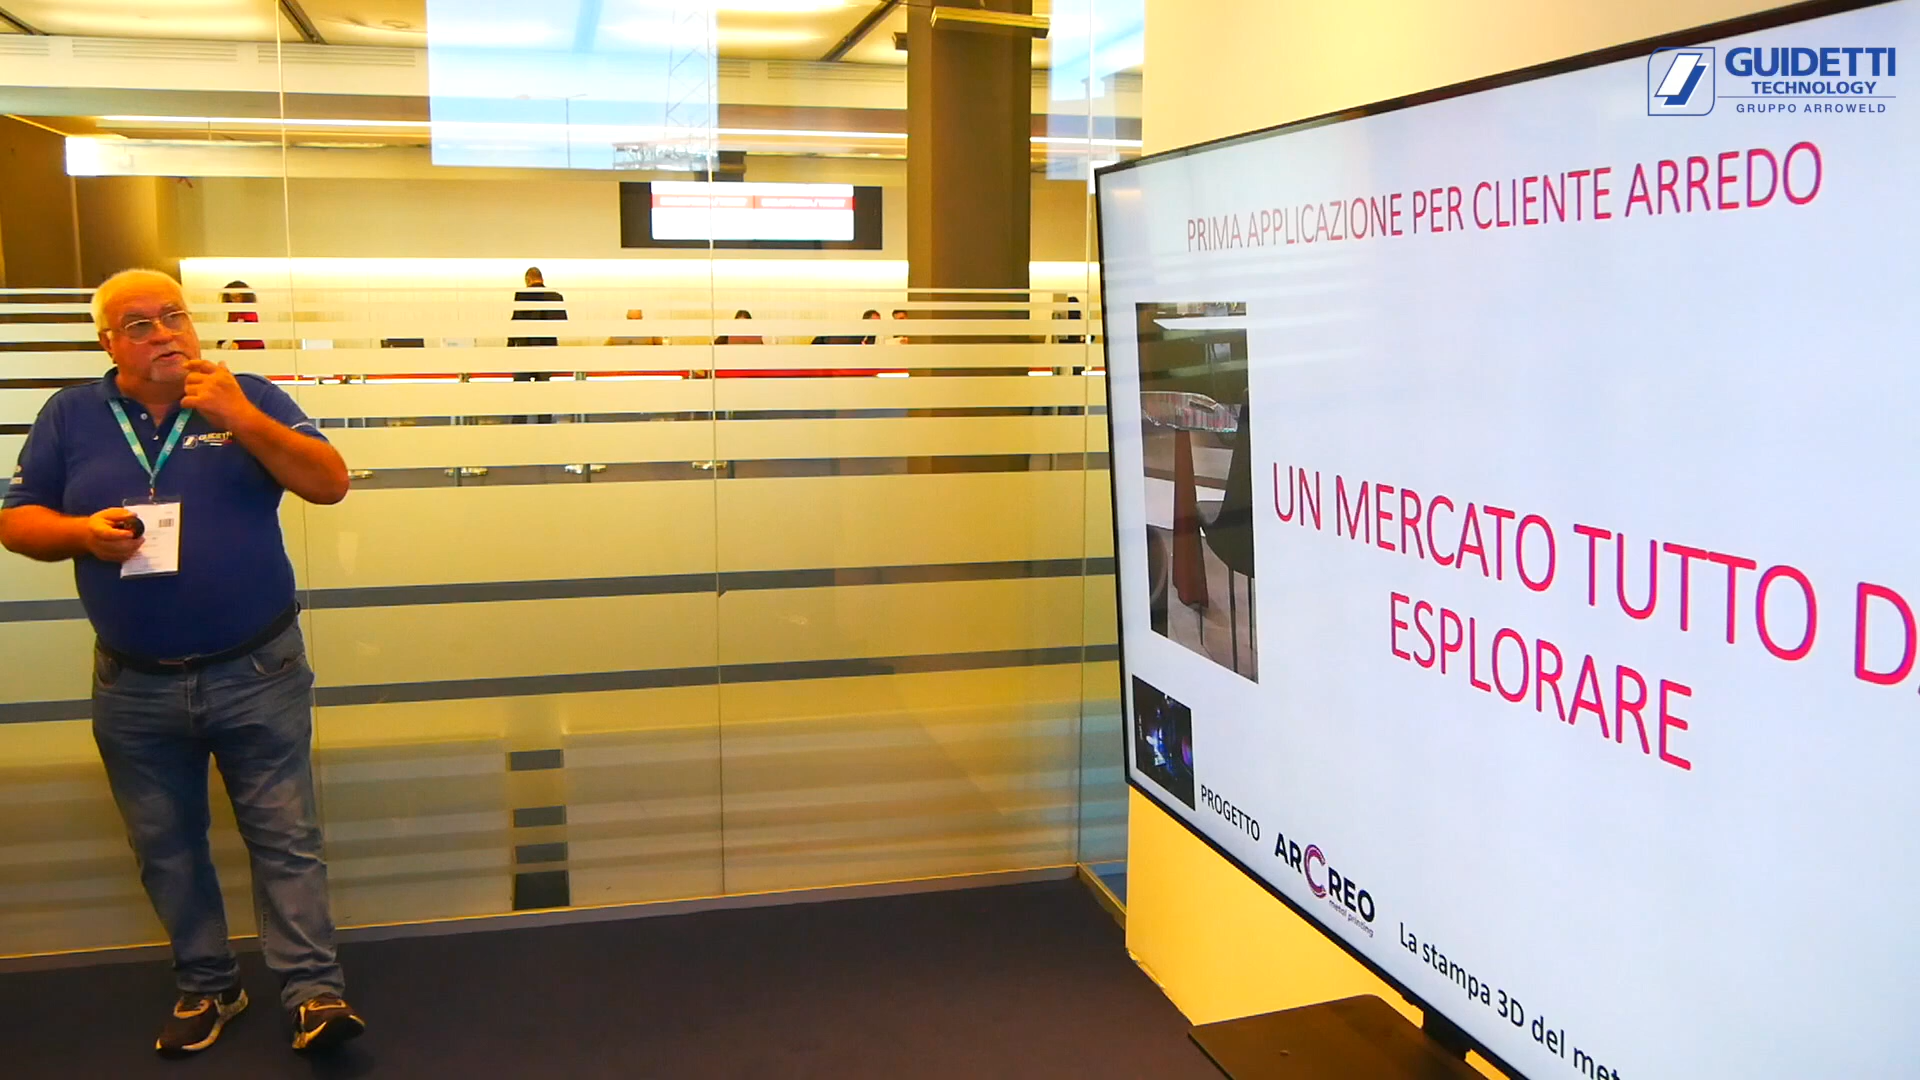 GUIDETTI
TECHNOLOGY
GRUPPO ARROWELD
PRIMA APPLICAZIONE PER CLIENTE ARREDO
UN MERCATO TUTTO D
ESPLORARE
PROGETTO
ARCREO
metal printing
La stampa 3D del met
GUIDETTI